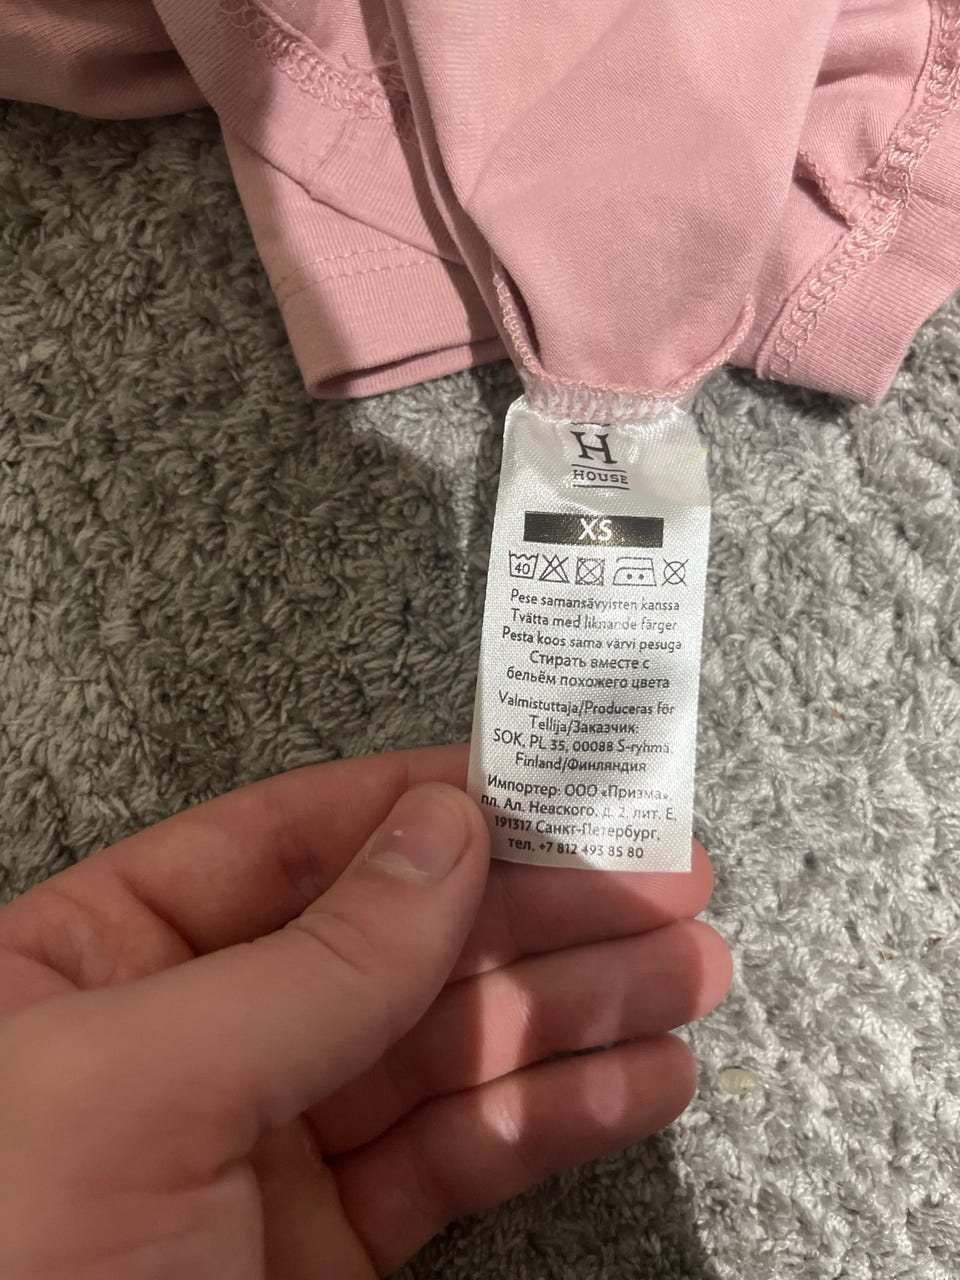 H
HOUSE
XS
40
Pese samansävyisten kanssa
Tvätta med liknande färger
Pesta koos sama värvi pesuga
Стирать вместе с
бельём похожего цвета
Valmistuttaja/Produceras för
Tellija/Заказчик:
SOK, PL 35, 00088 S-ryhmä
Finland/Финляндия
Импортер: ООО «Призма»,
пл. Ал. Невского, д. 2, лит. Е,
191317 Санкт-Петербург,
тел. +7 812 493 85 80